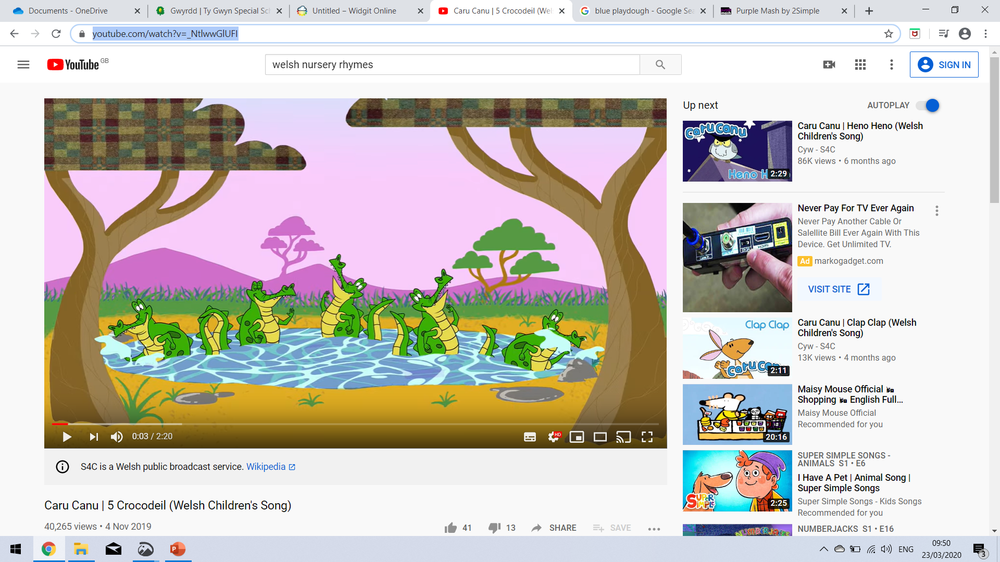 Documents - OneDrive
Gwyrdd | Ty Gwyn Special Sch
Untitled – Widgit Online
Caru Canu | 5 Crocodeil (Wel
blue playdough - Google Sea
Purple Mash by 2Simple
youtube.com/watch?v=_NtlwwGlUFI
YouTube GB
welsh nursery rhymes
SIGN IN
Up next
AUTOPLAY
Caru Canu
Heno H
2:29
Caru Canu | Heno Heno (Welsh
Children's Song)
Cyw - S4C
86K views • 6 months ago
Never Pay For TV Ever Again
Never Pay Another Cable Or
Salellite Bill Ever Again With This
Device. Get Unlimited TV.
Ad markogadget.com
VISIT SITE
HDMI
Clap Clap
Caru Can
2:11
Caru Canu | Clap Clap (Welsh
Children's Song)
Cyw - S4C
13K views • 4 months ago
20:16
Maisy Mouse Official
Shopping English Full...
Maisy Mouse Official
Recommended for you
SUPER SIMPLE
2:25
SUPER SIMPLE SONGS -
ANIMALS S1 • E6
I Have A Pet | Animal Song |
Super Simple Songs
Super Simple Songs - Kids Songs
Recommended for you
NUMBERJACKS
NUMBERJACKS S1 • E16
0:03 / 2:20
HD
S4C is a Welsh public broadcast service. Wikipedia
Caru Canu | 5 Crocodeil (Welsh Children's Song)
40,265 views • 4 Nov 2019
41
13
SHARE
SAVE
ENG
09:50
23/03/2020
3